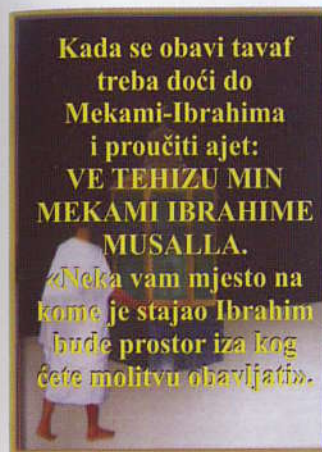 Kada se obavi tavaf
treba doći do
Mekami-Ibrahima
i proučiti ajet:
VE TEHIZU MIN
MEKAMI IBRAHIME
MUSALLA.
«Neka vam mjesto na
kome je stajao Ibrahim
bude prostor iza kog
ćete molitvu obavljati».